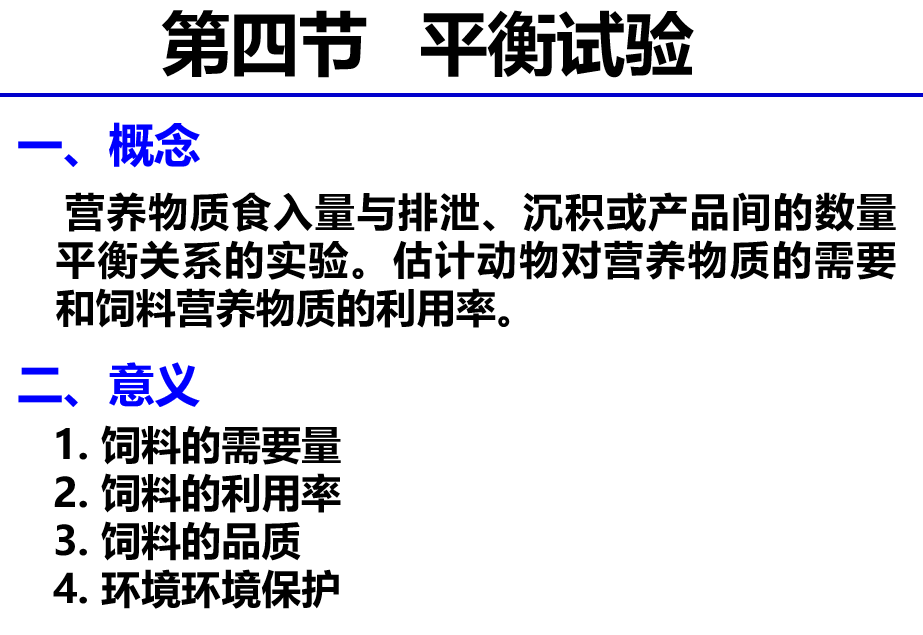 第四节 平衡试验
一、概念
营养物质食入量与排泄、沉积或产品间的数量
平衡关系的实验。估计动物对营养物质的需要
和饲料营养物质的利用率。
二、意义
1. 饲料的需要量
2. 饲料的利用率
3. 饲料的品质
4. 环境环境保护